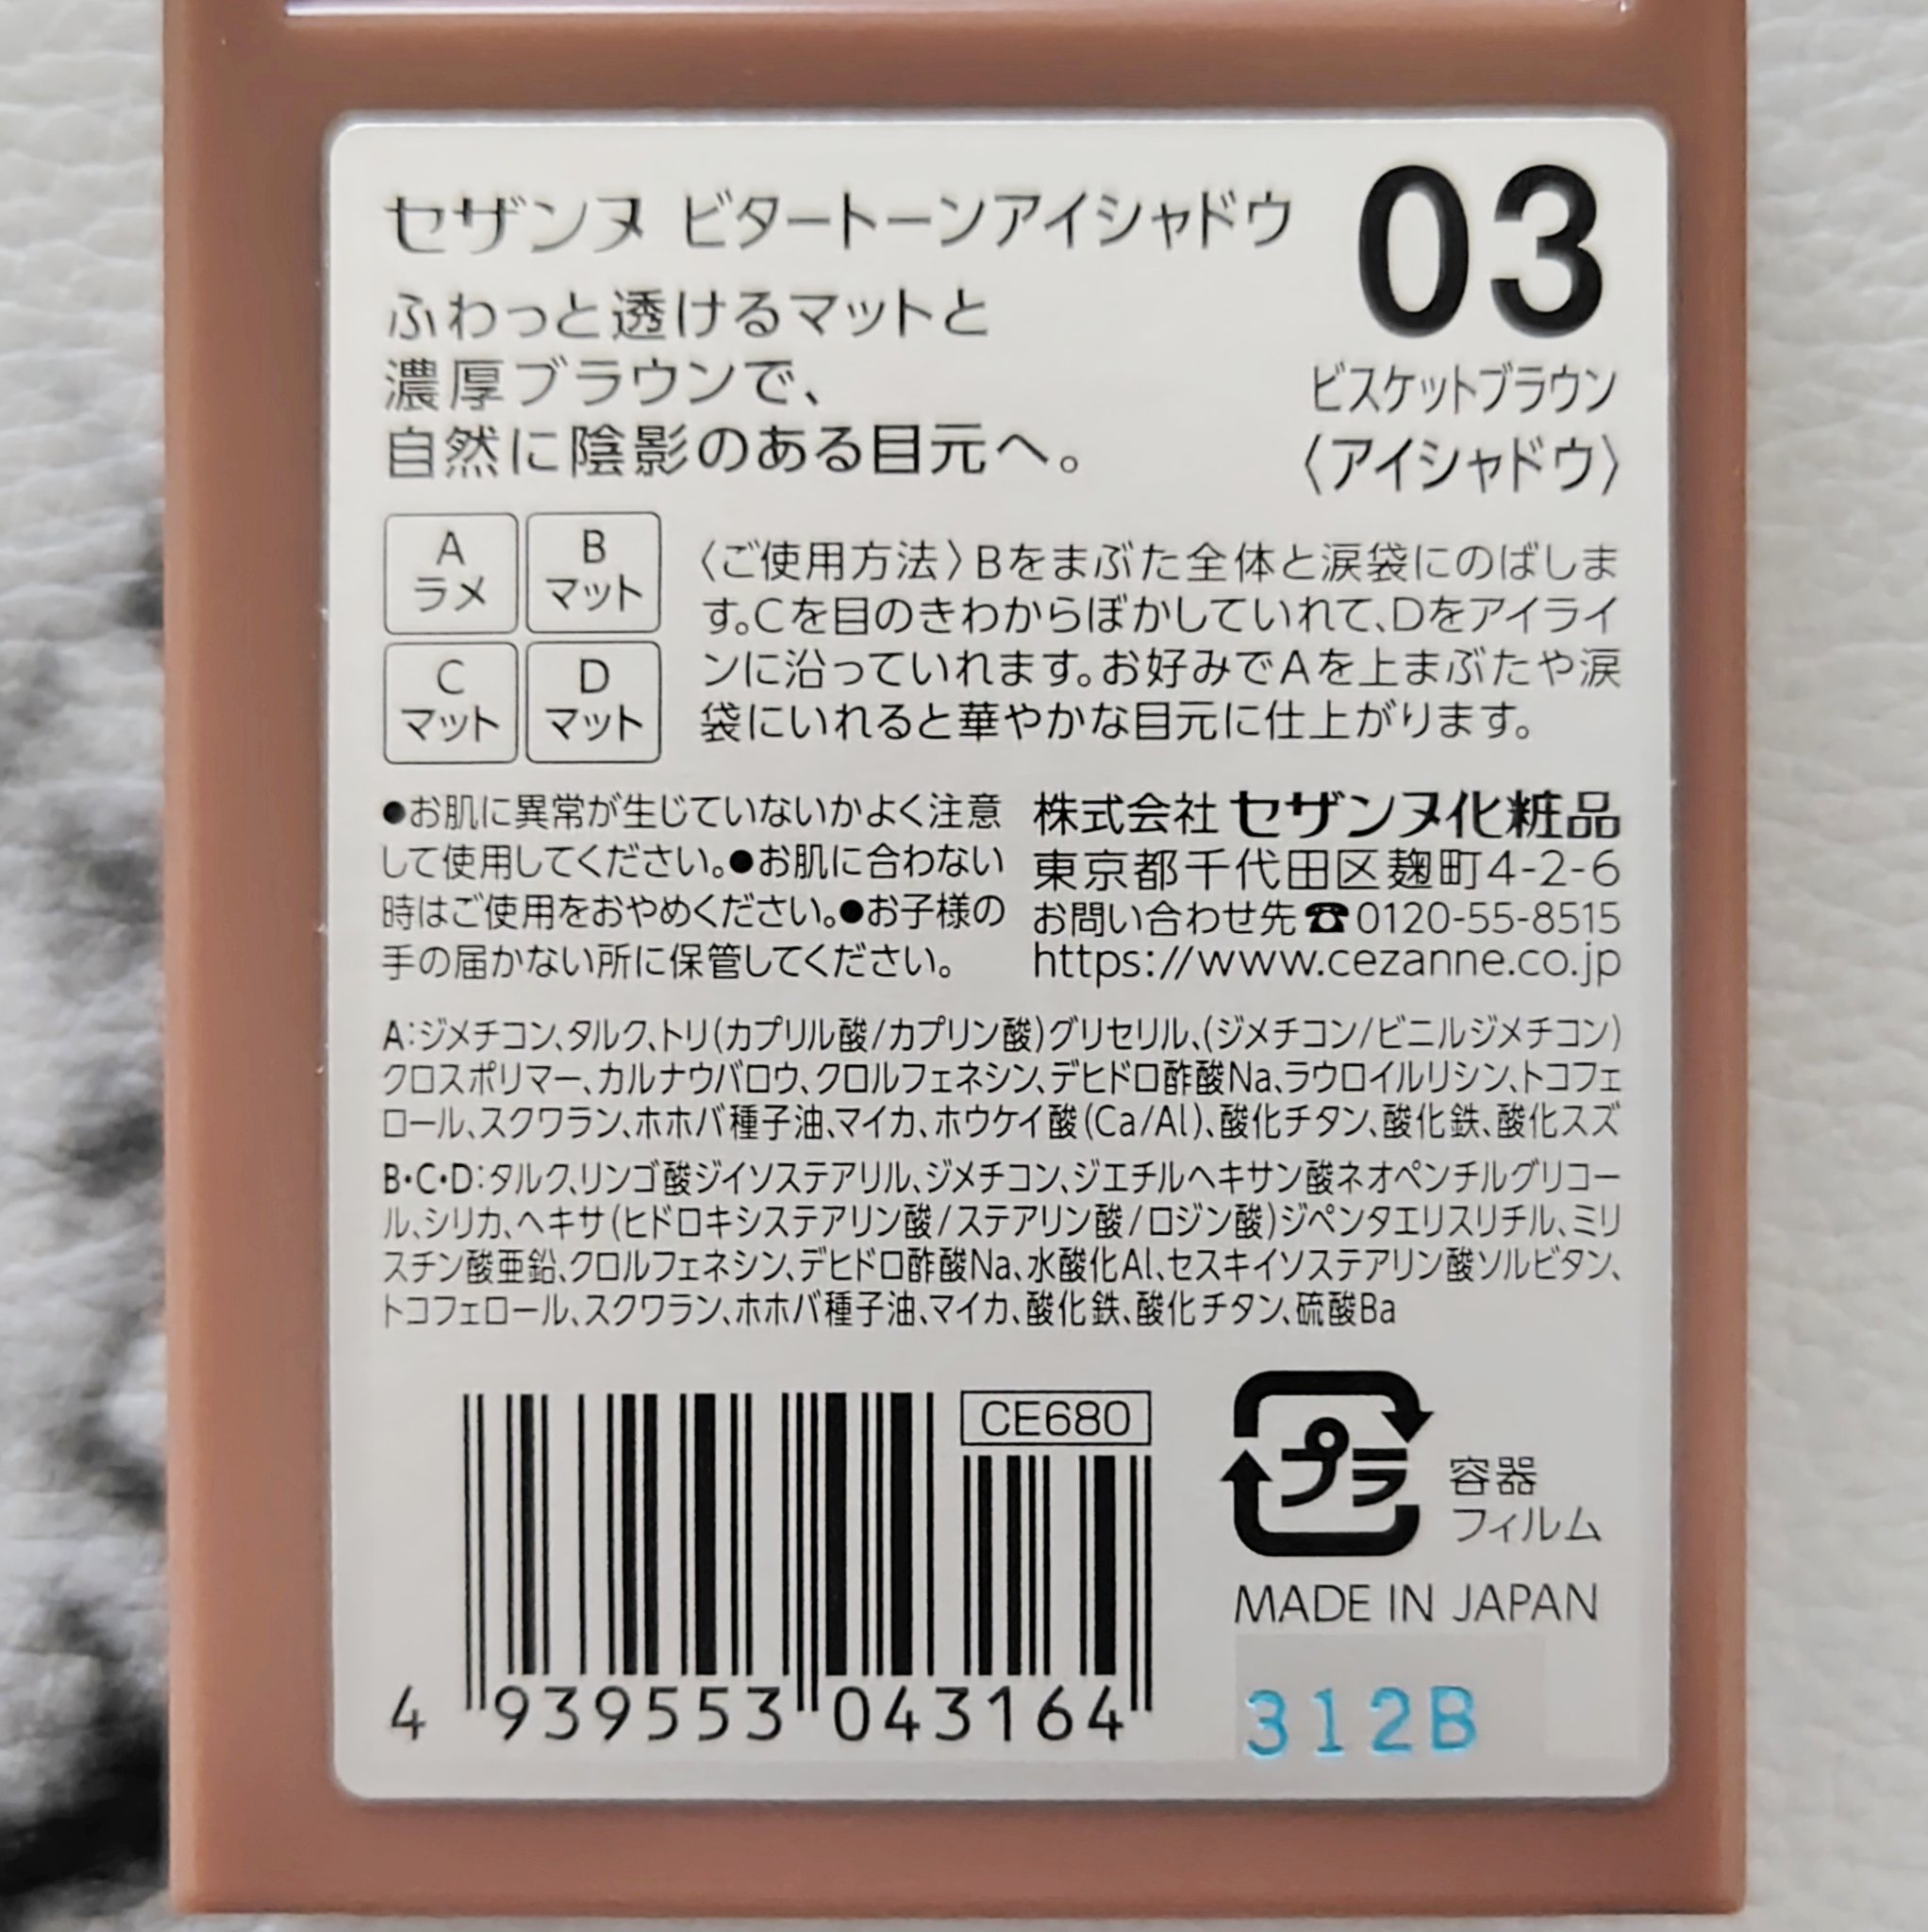 セザンヌ ビタートーンアイシャドウ
03
ふわっと透けるマットと
濃厚ブラウンで、
自然に陰影のある目元へ。
ビスケットブラウン
〈アイシャドウ〉
A
ラメ
B
マット
C
マット
D
マット
〈ご使用方法〉Bをまぶた全体と涙袋にのばしま
す。Cを目のきわからぼかしていれて、Dをアイライ
ンに沿っていれます。お好みでAを上まぶたや涙
袋にいれると華やかな目元に仕上がります。
●お肌に異常が生じていないかよく注意
して使用してください。●お肌に合わない
時はご使用をおやめください。●お子様の
手の届かない所に保管してください。
株式会社 セザンヌ化粧品
東京都千代田区麹町4-2-6
お問い合わせ先☎0120-55-8515
https://www.cezanne.co.jp
A:ジメチコン、タルク、トリ(カプリル酸/カプリン酸)グリセリル、(ジメチコン/ビニルジメチコン)
クロスポリマー、カルナウバロウ、クロルフェネシン、デヒドロ酢酸Na、ラウロイルリシン、トコフェ
ロール、スクワラン、ホホバ種子油、マイカ、ホウケイ酸(Ca/Al)、酸化チタン、酸化鉄、酸化スズ
B・C・D:タルク、リンゴ酸ジイソステアリル、ジメチコン、ジエチルヘキサン酸ネオペンチルグリコー
ル、シリカ、ヘキサ(ヒドロキシステアリン酸/ステアリン酸/ロジン酸)ジペンタエリスリチル、ミリ
スチン酸亜鉛、クロルフェネシン、デヒドロ酢酸Na、水酸化Al、セスキイソステアリン酸ソルビタン、
トコフェロール、スクワラン、ホホバ種子油、マイカ、酸化鉄、酸化チタン、硫酸Ba
CE680
プラ
容器
フィルム
MADE IN JAPAN
4 939553 043164
312B